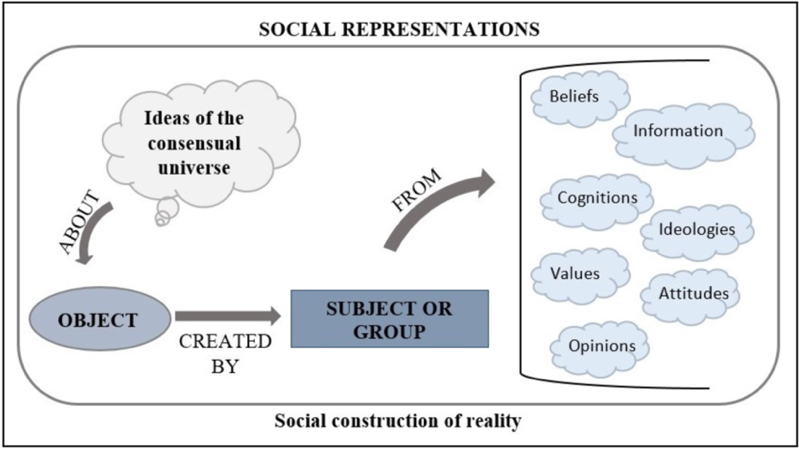 SOCIAL REPRESENTATIONS
Ideas of the
consensual
universe
ABOUT
OBJECT
CREATED
BY
SUBJECT OR
GROUP
FROM
Beliefs
Information
Cognitions
Ideologies
Values
Attitudes
Opinions
Social construction of reality